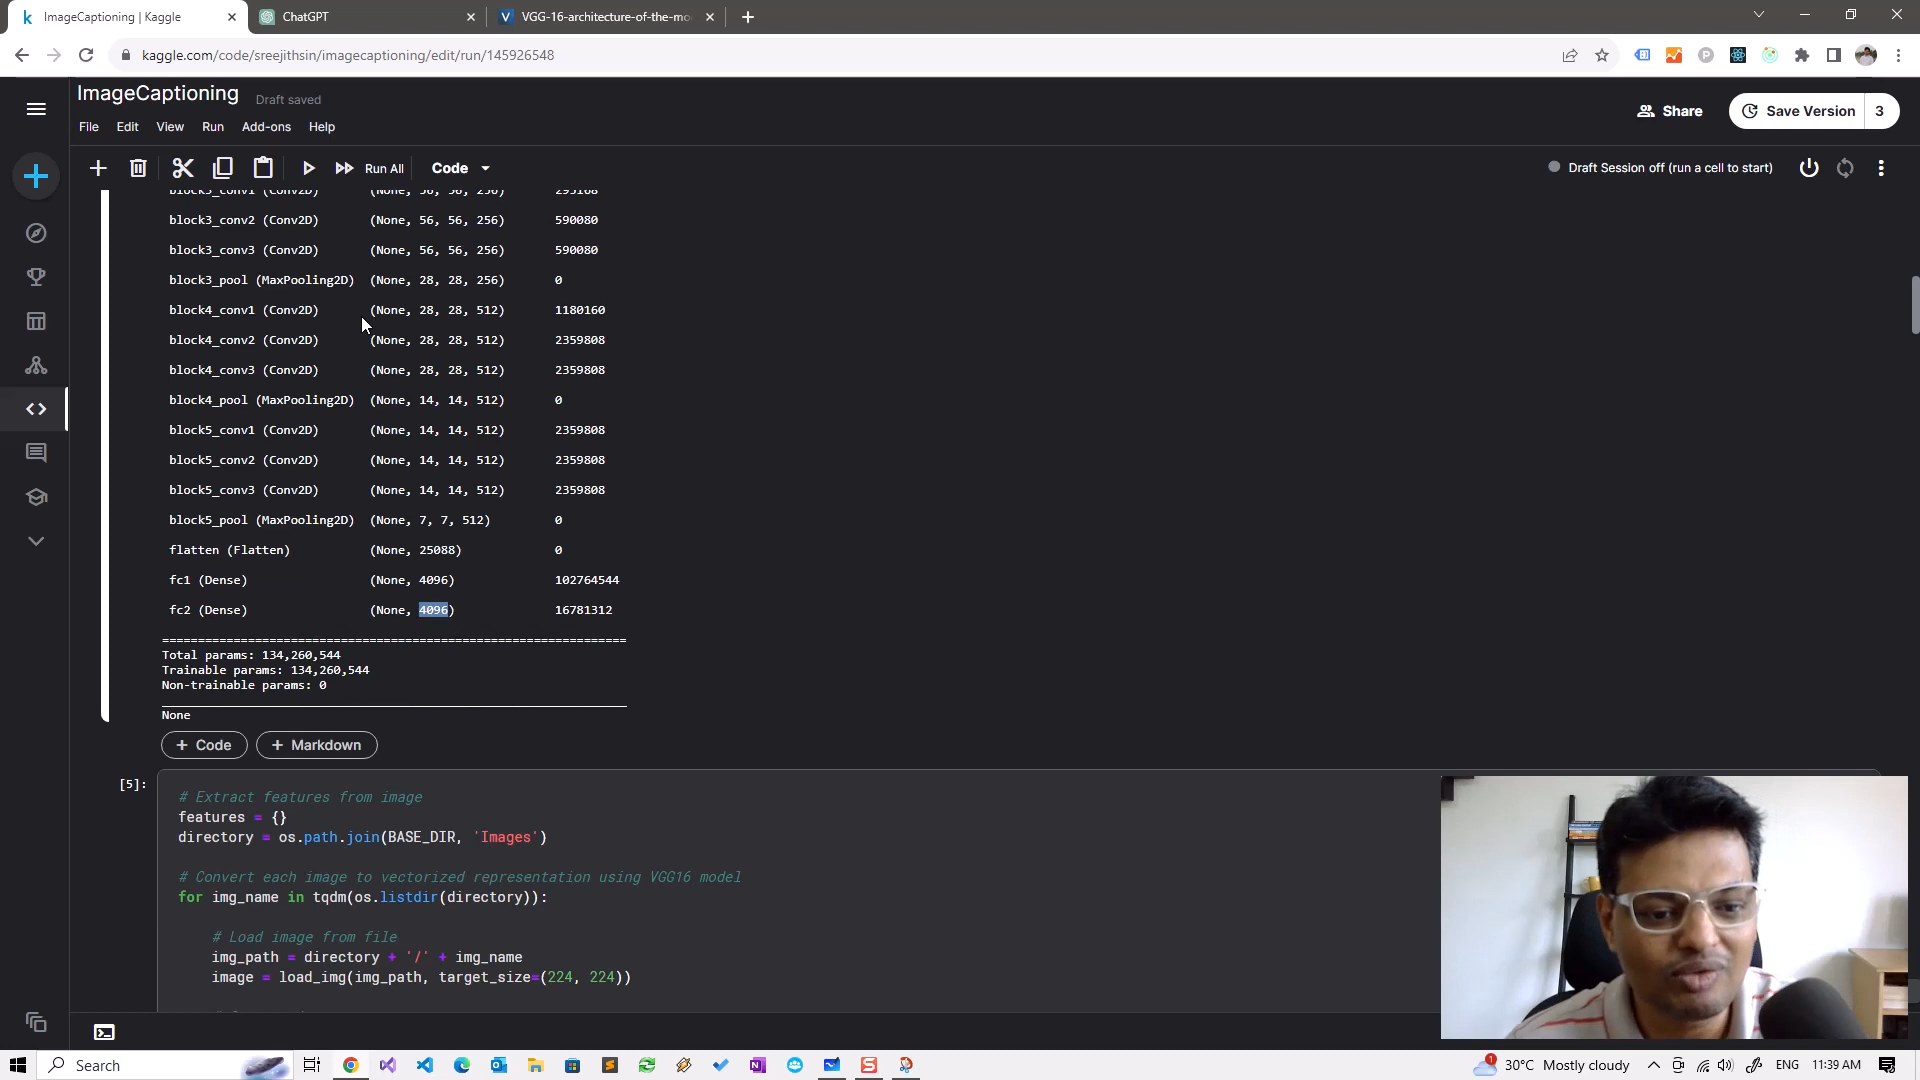 ImageCaptioning | Kaggle
ChatGPT
VGG-16-architecture-of-the-mo
kaggle.com/code/sreejithsin/imagecaptioning/edit/run/145926548
ImageCaptioning
Draft saved
File Edit View Run Add-ons Help
Share
Save Version 3
Run All
Code
Draft Session off (run a cell to start)
block3_conv1 (Conv2D) (None, 56, 56, 256) 295168
block3_conv2 (Conv2D) (None, 56, 56, 256) 590080
block3_conv3 (Conv2D) (None, 56, 56, 256) 590080
block3_pool (MaxPooling2D) (None, 28, 28, 256) 0
block4_conv1 (Conv2D) (None, 28, 28, 512) 1180160
block4_conv2 (Conv2D) (None, 28, 28, 512) 2359808
block4_conv3 (Conv2D) (None, 28, 28, 512) 2359808
block4_pool (MaxPooling2D) (None, 14, 14, 512) 0
block5_conv1 (Conv2D) (None, 14, 14, 512) 2359808
block5_conv2 (Conv2D) (None, 14, 14, 512) 2359808
block5_conv3 (Conv2D) (None, 14, 14, 512) 2359808
block5_pool (MaxPooling2D) (None, 7, 7, 512) 0
flatten (Flatten) (None, 25088) 0
fc1 (Dense) (None, 4096) 102764544
fc2 (Dense) (None, 4096) 16781312
=================================================================
Total params: 134,260,544
Trainable params: 134,260,544
Non-trainable params: 0
None
+ Code + Markdown
[5]:
# Extract features from image
features = {}
directory = os.path.join(BASE_DIR, 'Images')
# Convert each image to vectorized representation using VGG16 model
for img_name in tqdm(os.listdir(directory)):
# Load image from file
img_path = directory + '/' + img_name
image = load_img(img_path, target_size=(224, 224))
Search
1
30°C Mostly cloudy
ENG
11:39 AM